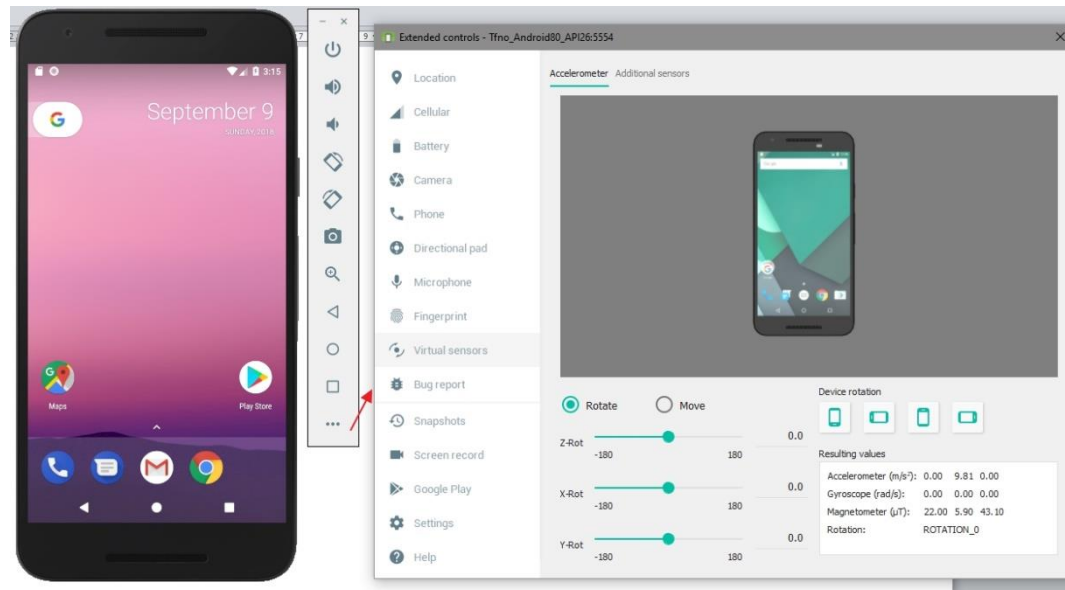 3:15
September 9
SUNDAY, 2018
G
Maps
Play Store
2
7
9
Extended controls - Tfno_Android80_API26:5554
Location
Cellular
Battery
Camera
Phone
Directional pad
Microphone
Fingerprint
Virtual sensors
Bug report
Snapshots
Screen record
Google Play
Settings
Help
Accelerometer Additional sensors
Rotate Move
Z-Rot 0.0
-180 180
X-Rot 0.0
-180 180
Y-Rot 0.0
-180 180
Device rotation
Resulting values
Accelerometer (m/s²): 0.00 9.81 0.00
Gyroscope (rad/s): 0.00 0.00 0.00
Magnetometer (μT): 22.00 5.90 43.10
Rotation: ROTATION_0